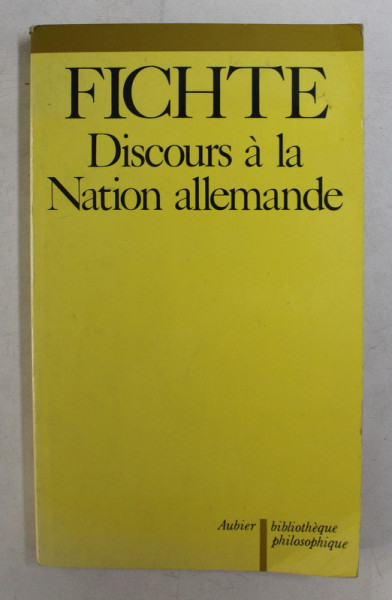 FICHTE
Discours à la
Nation allemande
Aubier bibliothèque
philosophique